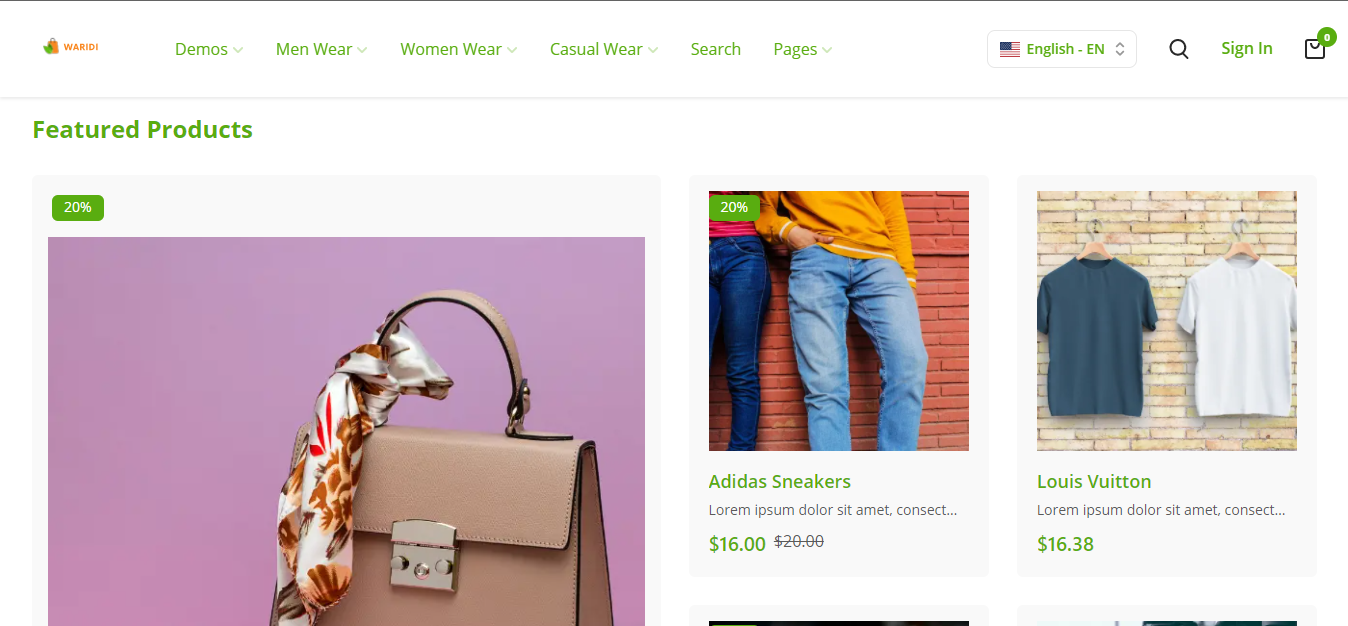 WARIDI
Demos
Men Wear
Women Wear
Casual Wear
Search
Pages
English - EN
Sign In
0
Featured Products
20%
20%
Adidas Sneakers
Lorem ipsum dolor sit amet, consect...
$16.00 $20.00
Louis Vuitton
Lorem ipsum dolor sit amet, consect...
$16.38